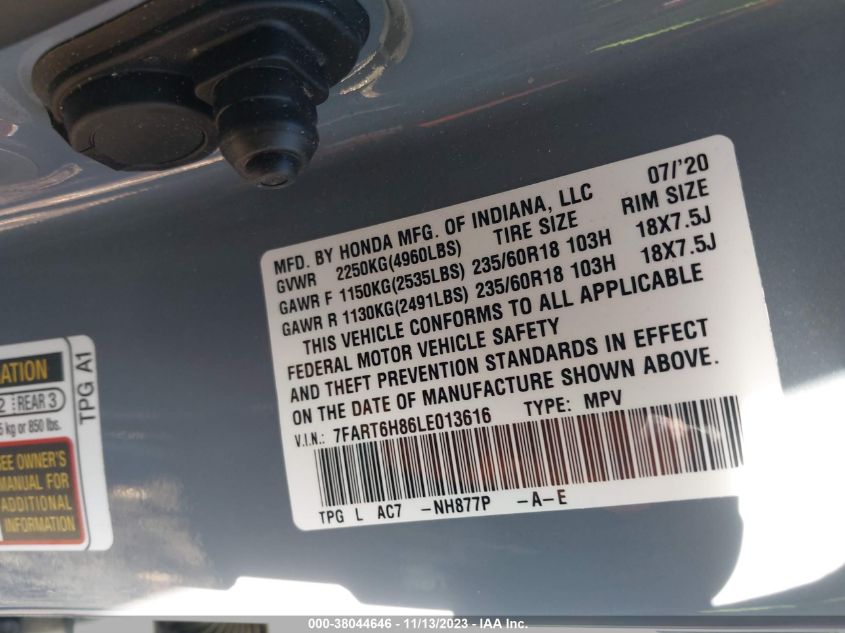 MFD. BY HONDA MFG. OF INDIANA, LLC 07/'20
GVWR 2250KG(4960LBS) TIRE SIZE RIM SIZE
GAWR F 1150KG(2535LBS) 235/60R18 103H 18X7.5J
GAWR R 1130KG(2491LBS) 235/60R18 103H 18X7.5J
THIS VEHICLE CONFORMS TO ALL APPLICABLE
FEDERAL MOTOR VEHICLE SAFETY
AND THEFT PREVENTION STANDARDS IN EFFECT
ON THE DATE OF MANUFACTURE SHOWN ABOVE.
V.I.N.: 7FART6H86LE013616 TYPE: MPV
TPG L AC7 -NH877P -A-E
ATION
2 REAR 3
5 kg or 850 lbs.
SEE OWNER'S
MANUAL FOR
ADDITIONAL
INFORMATION
TPG A1
000-38044646 - 11/13/2023 - IAA Inc.